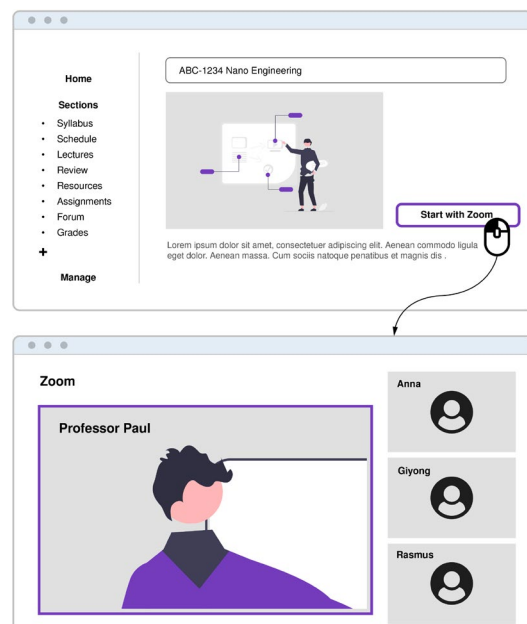 ABC-1234 Nano Engineering
Home
Sections
• Syllabus
• Schedule
• Lectures
• Review
• Resources
• Assignments
• Forum
• Grades
+
Manage
Start with Zoom
Lorem ipsum dolor sit amet, consectetuer adipiscing elit. Aenean commodo ligula
eget dolor. Aenean massa. Cum sociis natoque penatibus et magnis dis .
Zoom
Professor Paul
Anna
Giyong
Rasmus